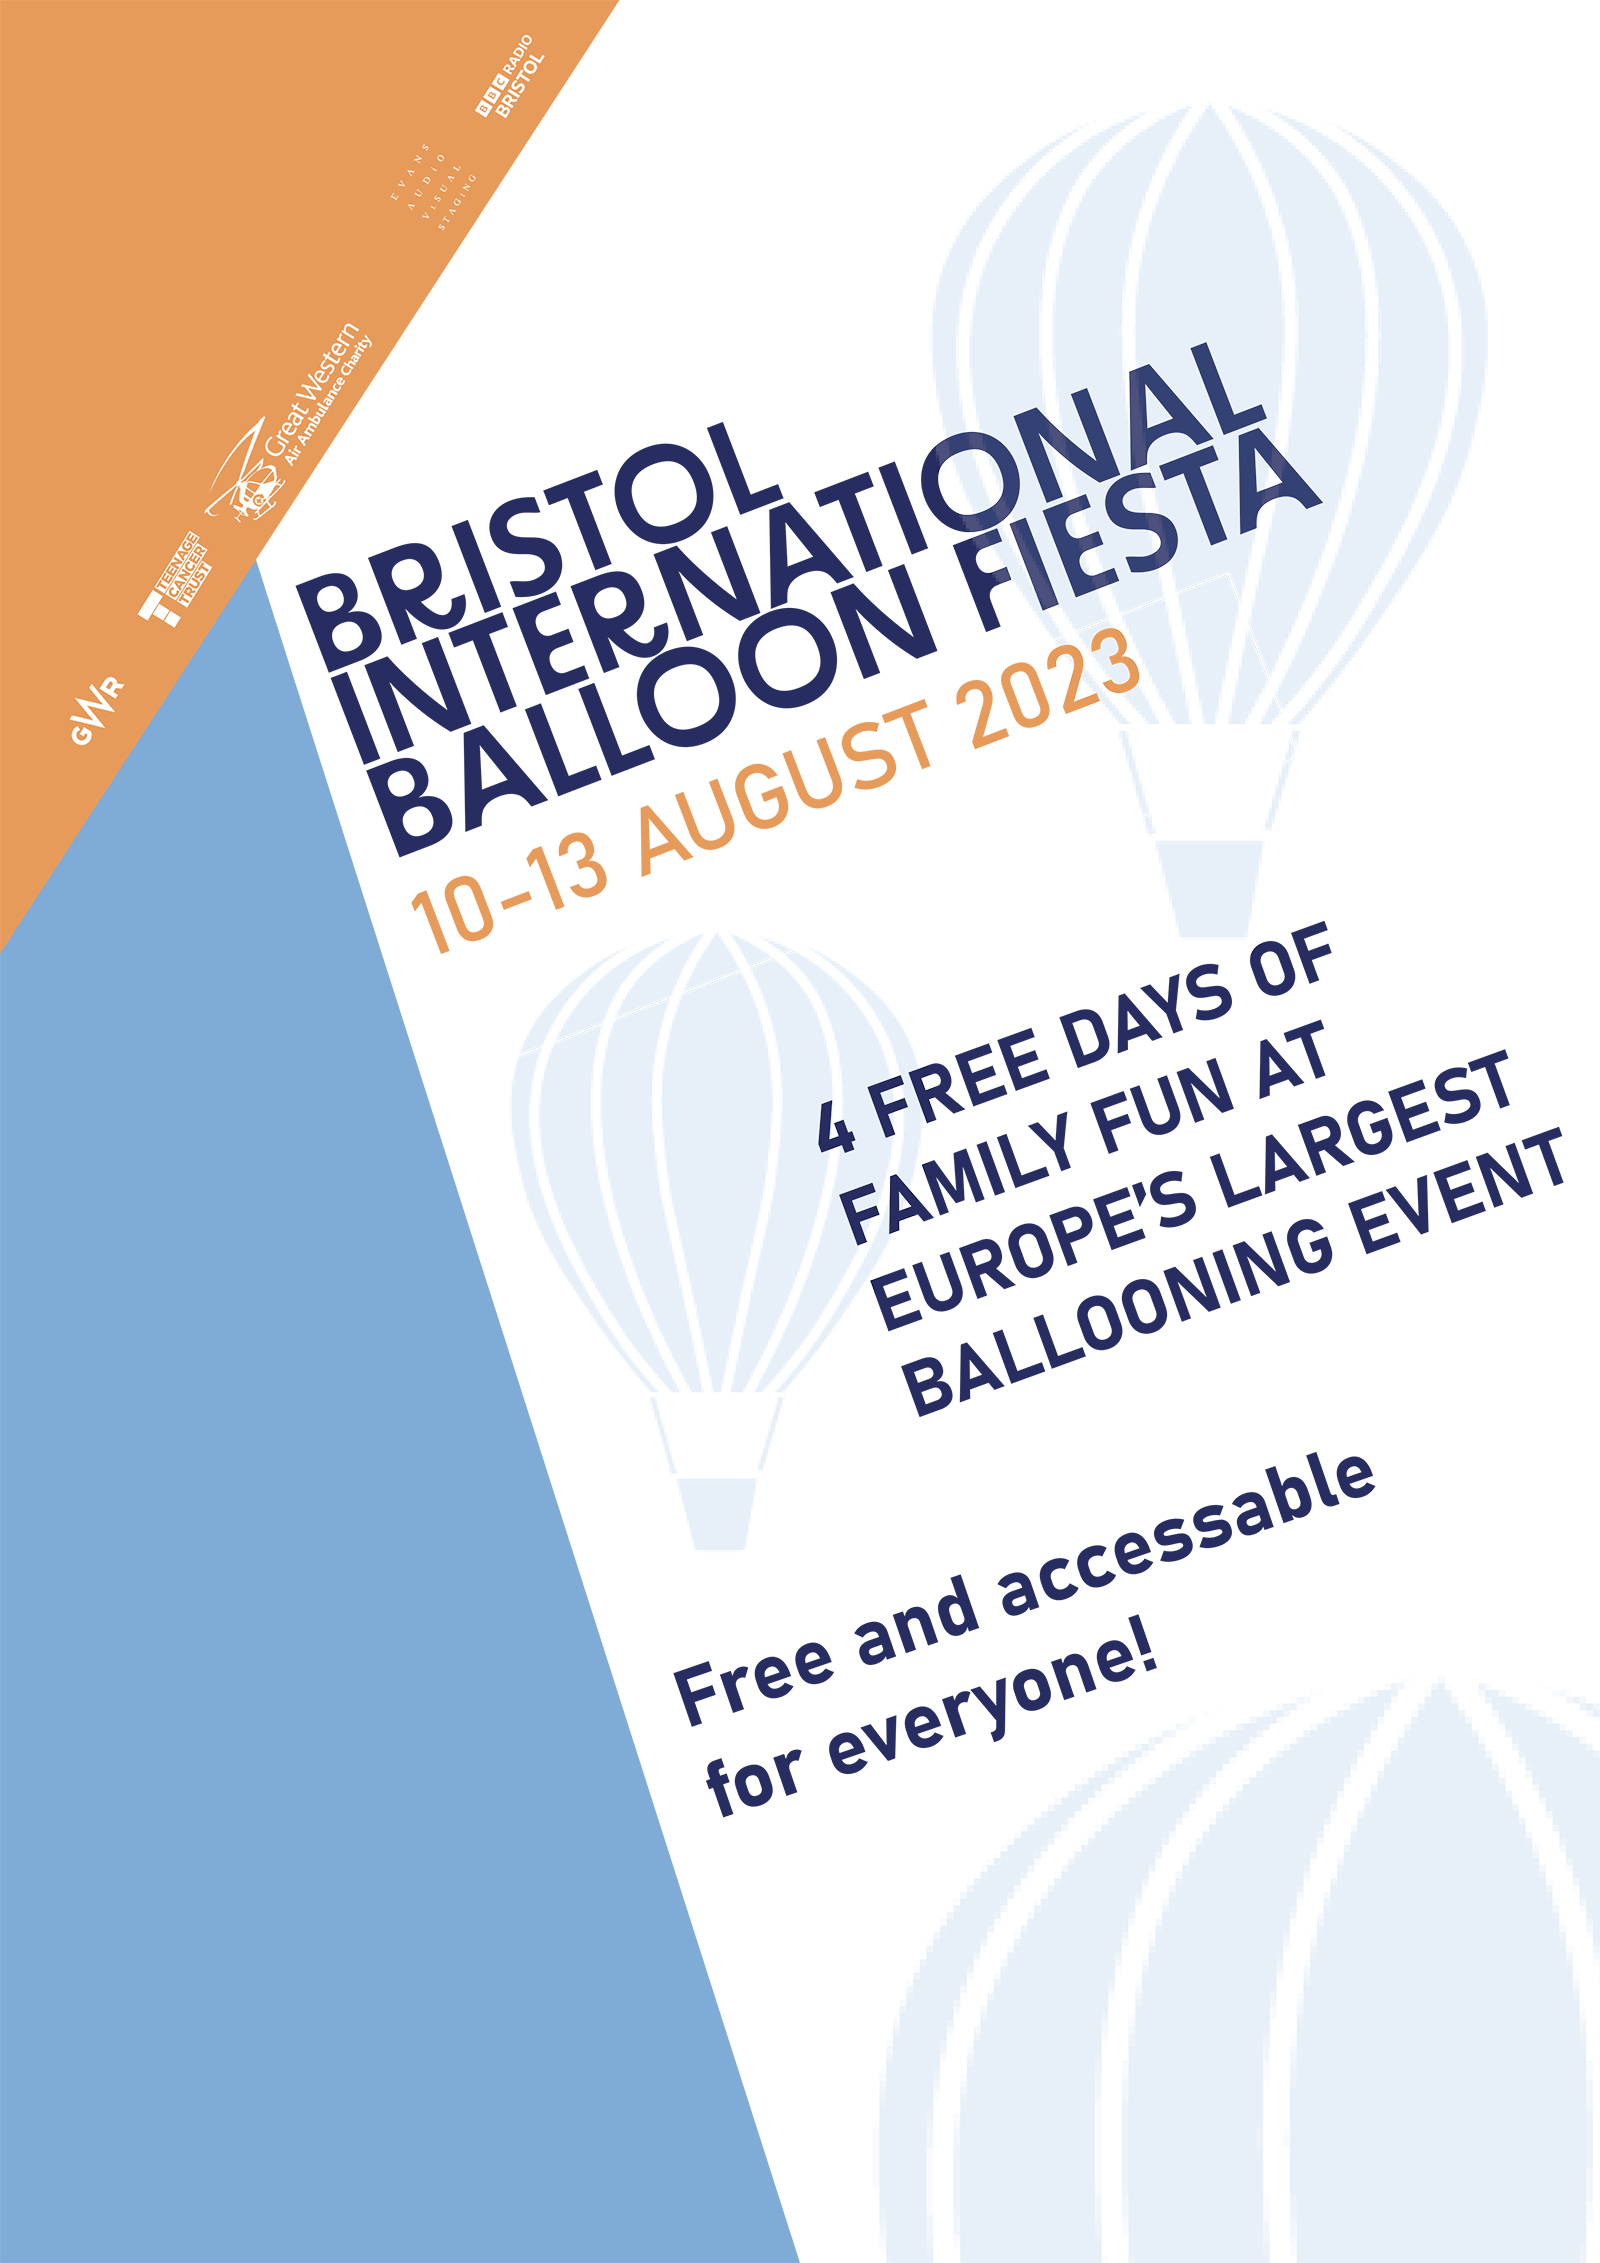 BBC RADIO
BRISTOL
EVANS
AUDiO
ViSUAL
STAGiNG
Great Western
Air Ambulance Charity
TEENAGE
CANCER
TRUST
GWR
BRISTOL
INTERNATIONAL
BALLOON FIESTA
10-13 AUGUST 2023
4 FREE DAYS OF
FAMILY FUN AT
EUROPE'S LARGEST
BALLOONING EVENT
Free and accessable
for everyone!